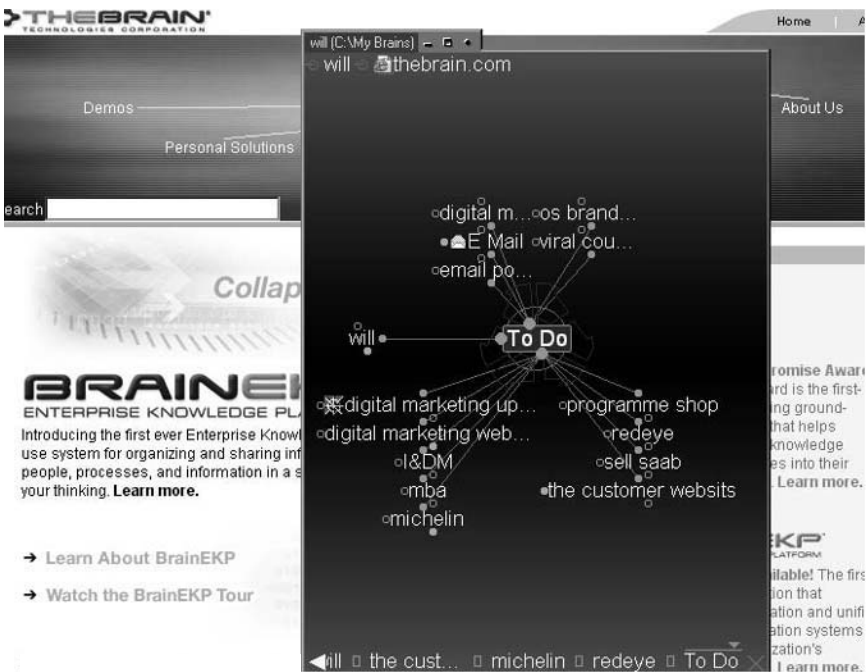 THEBRAIN
TECHNOLOGIES CORPORATION
Home
will (C:\My Brains)
will thebrain.com
Demos
About Us
Personal Solutions
earch
digital m... os brand...
E Mail viral cou...
email po...
Collap
will
To Do
romise Awar
BRAINE
ard is the first-
digital marketing up... programme shop
ENTERPRISE KNOWLEDGE PL
ing ground-
Introducing the first ever Enterprise Knowl
digital marketing web... redeye
that helps
use system for organizing and sharing inf
I&DM sell saab
knowledge
people, processes, and information in a s
es into their
your thinking. Learn more.
mba the customer websits
Learn more.
michelin
KP
PLATFORM
Learn About BrainEKP
ilable! The firs
tion that
Watch the BrainEKP Tour
ation and unifi
ation systems
will the cust... michelin redeye To Do
zation's
Learn more.